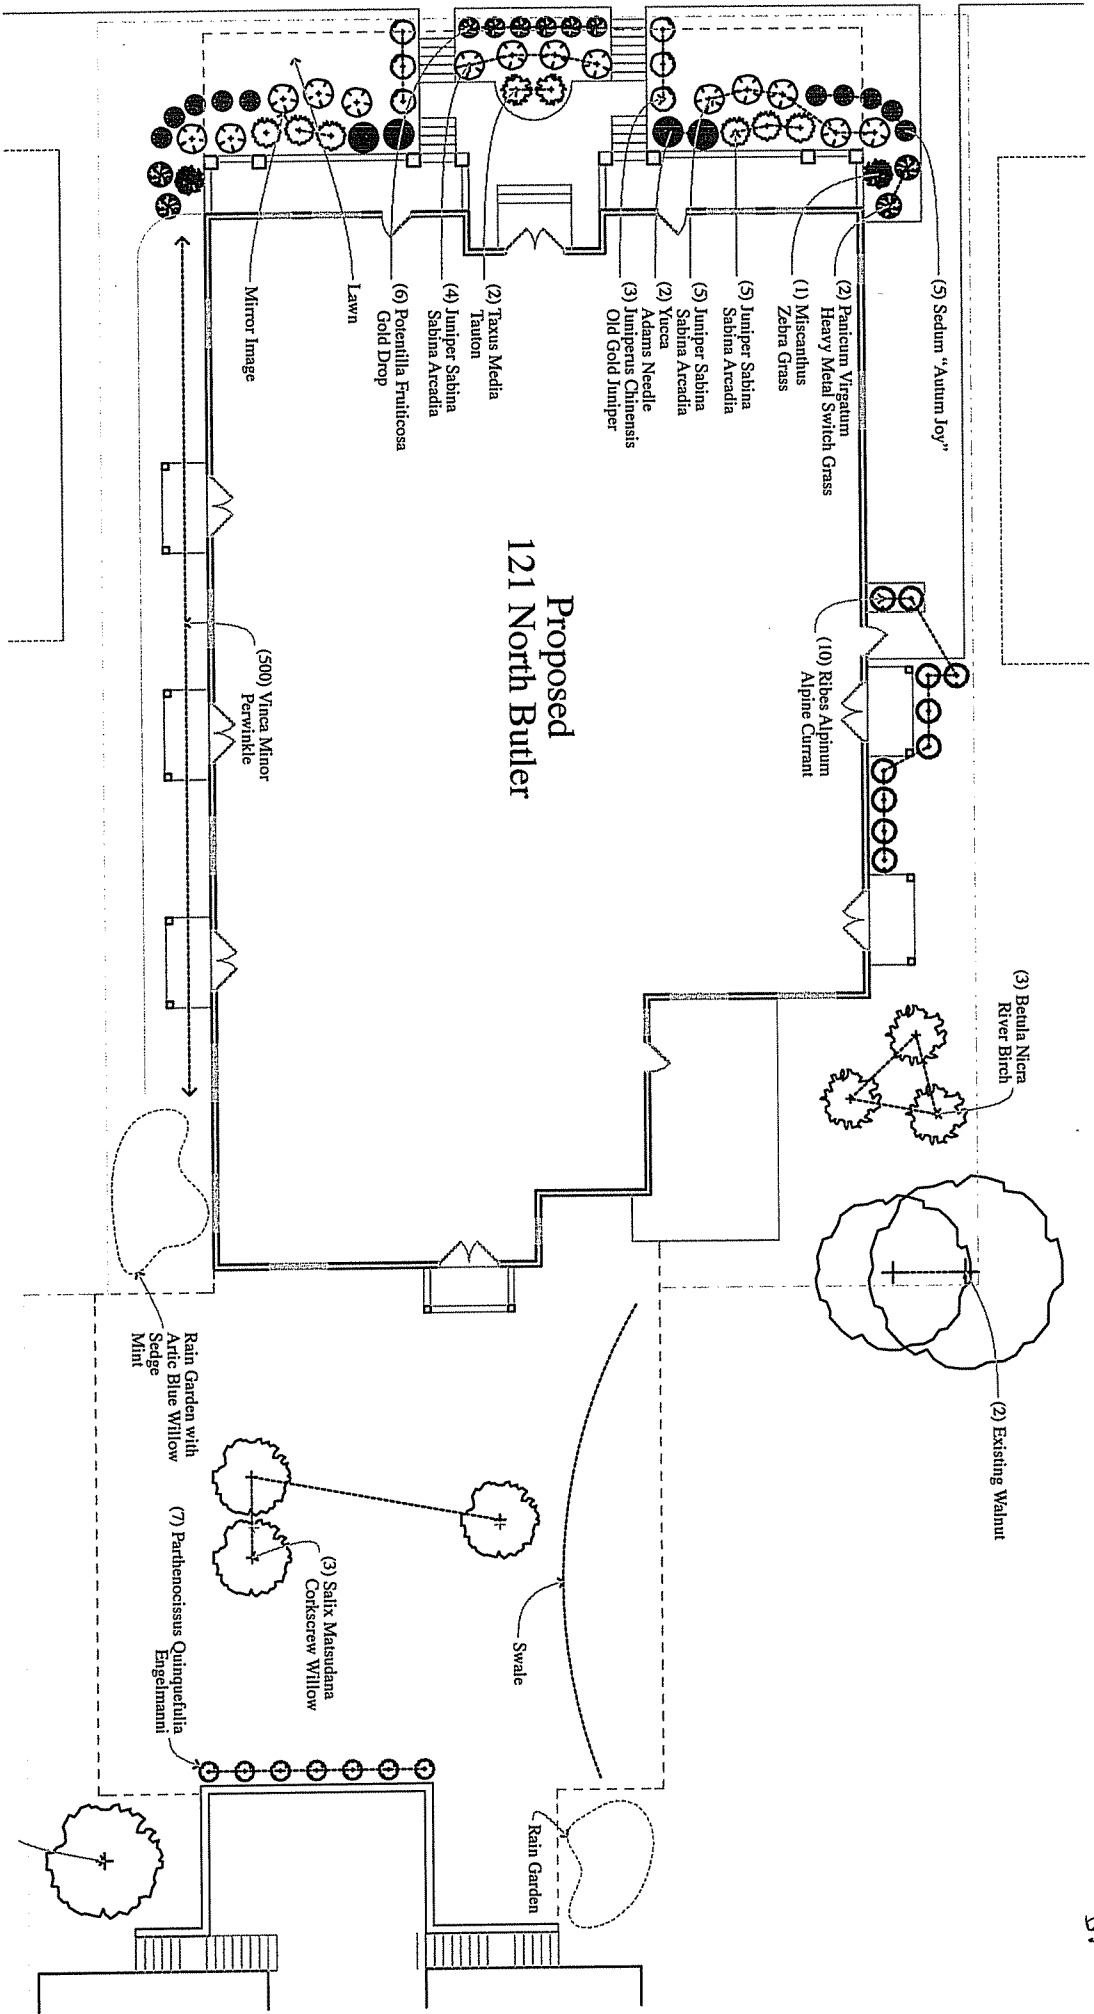 (5) Sedum "Autum Joy"
(2) Panicum Virgatum
Heavy Metal Switch Grass
(1) Miscanthus
Zebra Grass
(5) Juniper Sabina
Sabina Arcadia
(5) Juniper Sabina
Sabina Arcadia
(2) Yucca
Adams Needle
(3) Juniperus Chinensis
Old Gold Juniper
(2) Taxus Media
Tauton
(4) Juniper Sabina
Sabina Arcadia
(6) Potentilla Fruiticosa
Gold Drop
Lawn
Mirror Image
Proposed
121 North Butler
(10) Ribes Alpinum
Alpine Currant
(500) Vinca Minor
Perwinkle
(3) Betula Nicra
River Birch
(2) Existing Walnut
Rain Garden with
Artic Blue Willow
Sedge
Mint
(3) Salix Matsudana
Corkscrew Willow
Swale
(7) Parthenocissus Quinquefulia
Engelmanni
Rain Garden